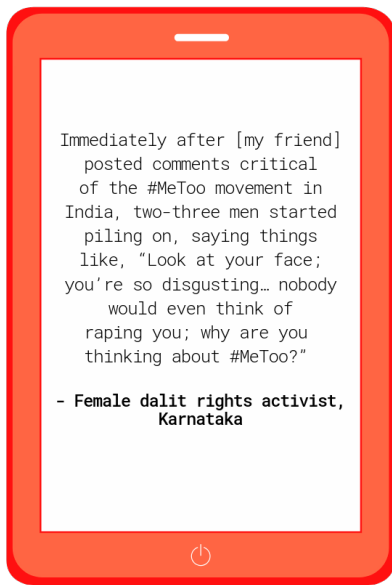 Immediately after [my friend]
posted comments critical
of the #MeToo movement in
India, two-three men started
piling on, saying things
like, “Look at your face;
you’re so disgusting… nobody
would even think of
raping you; why are you
thinking about #MeToo?”
- Female dalit rights activist,
Karnataka